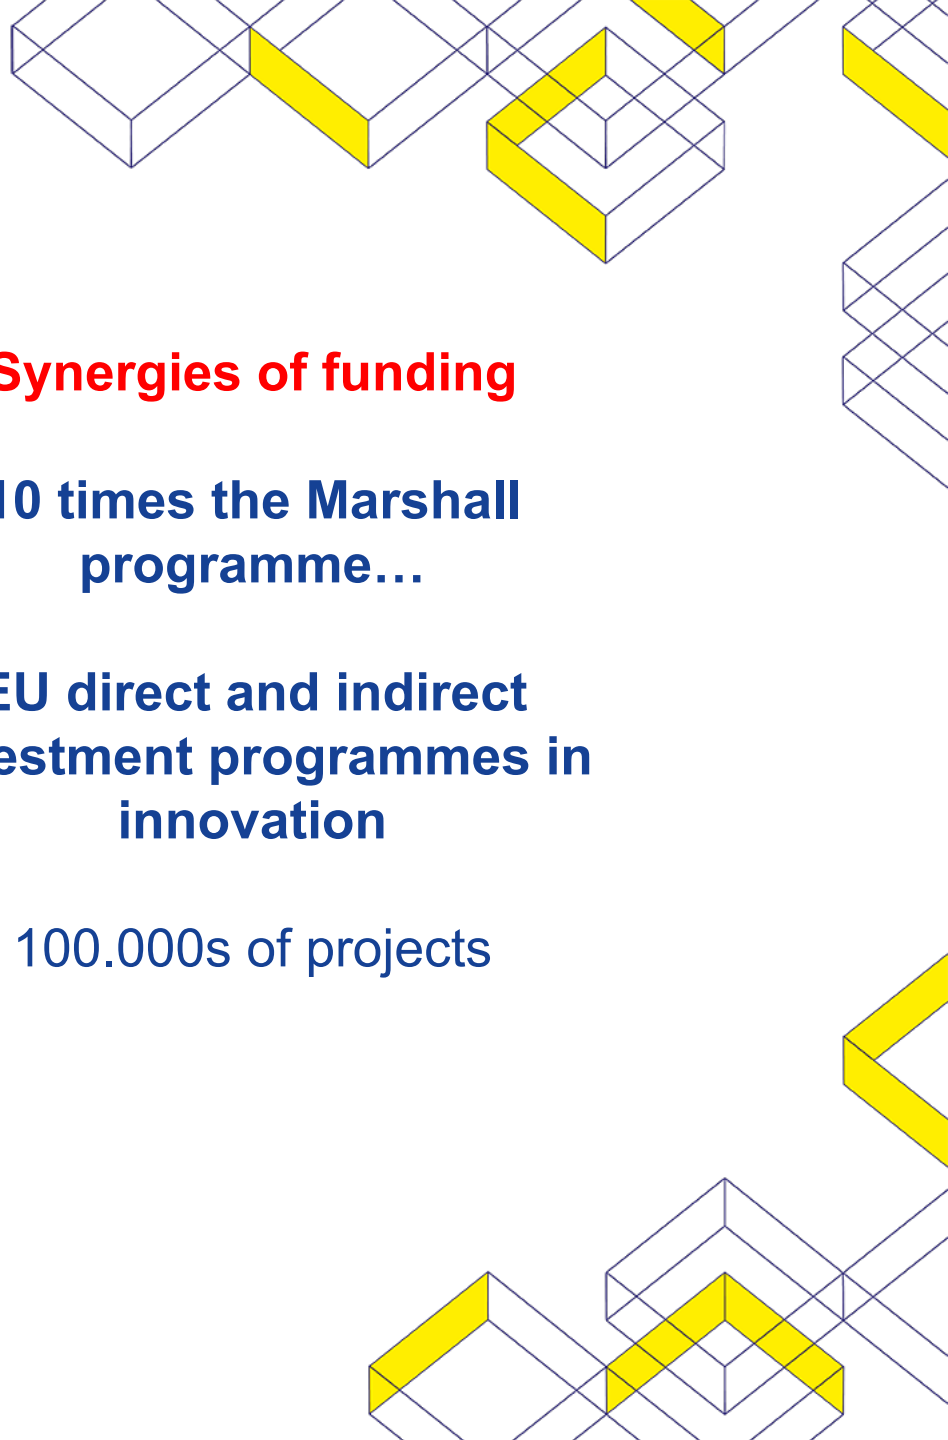 Synergies of funding
10 times the Marshall
programme…
EU direct and indirect
estment programmes in
innovation
100.000s of projects